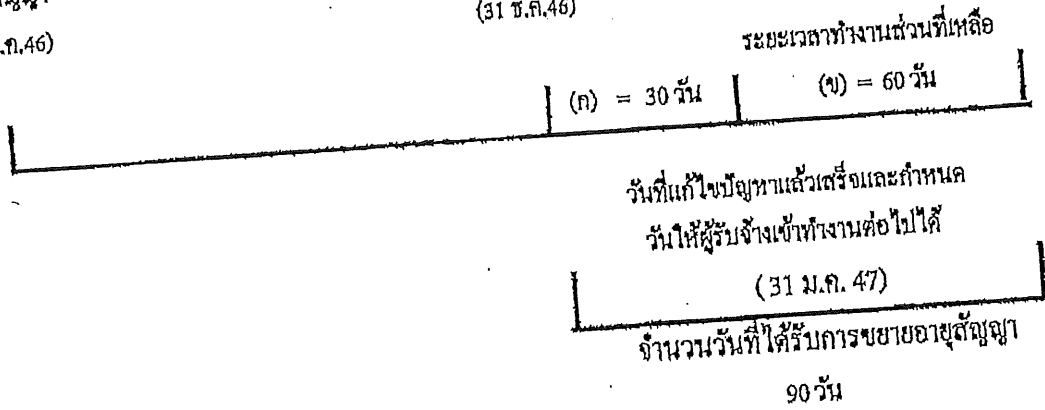 (31 ธ.ค.46)
.ค.46)
ระยะเวลาทำงานส่วนที่เหลือ
(ก) = 30 วัน
(ข) = 60 วัน
วันที่แก้ไขปัญหาแล้วเสร็จและกำหนด
วันให้ผู้รับจ้างเข้าทำงานต่อไปได้
(31 ม.ค. 47)
จำนวนวันที่ได้รับการขยายอายุสัญญา
90 วัน